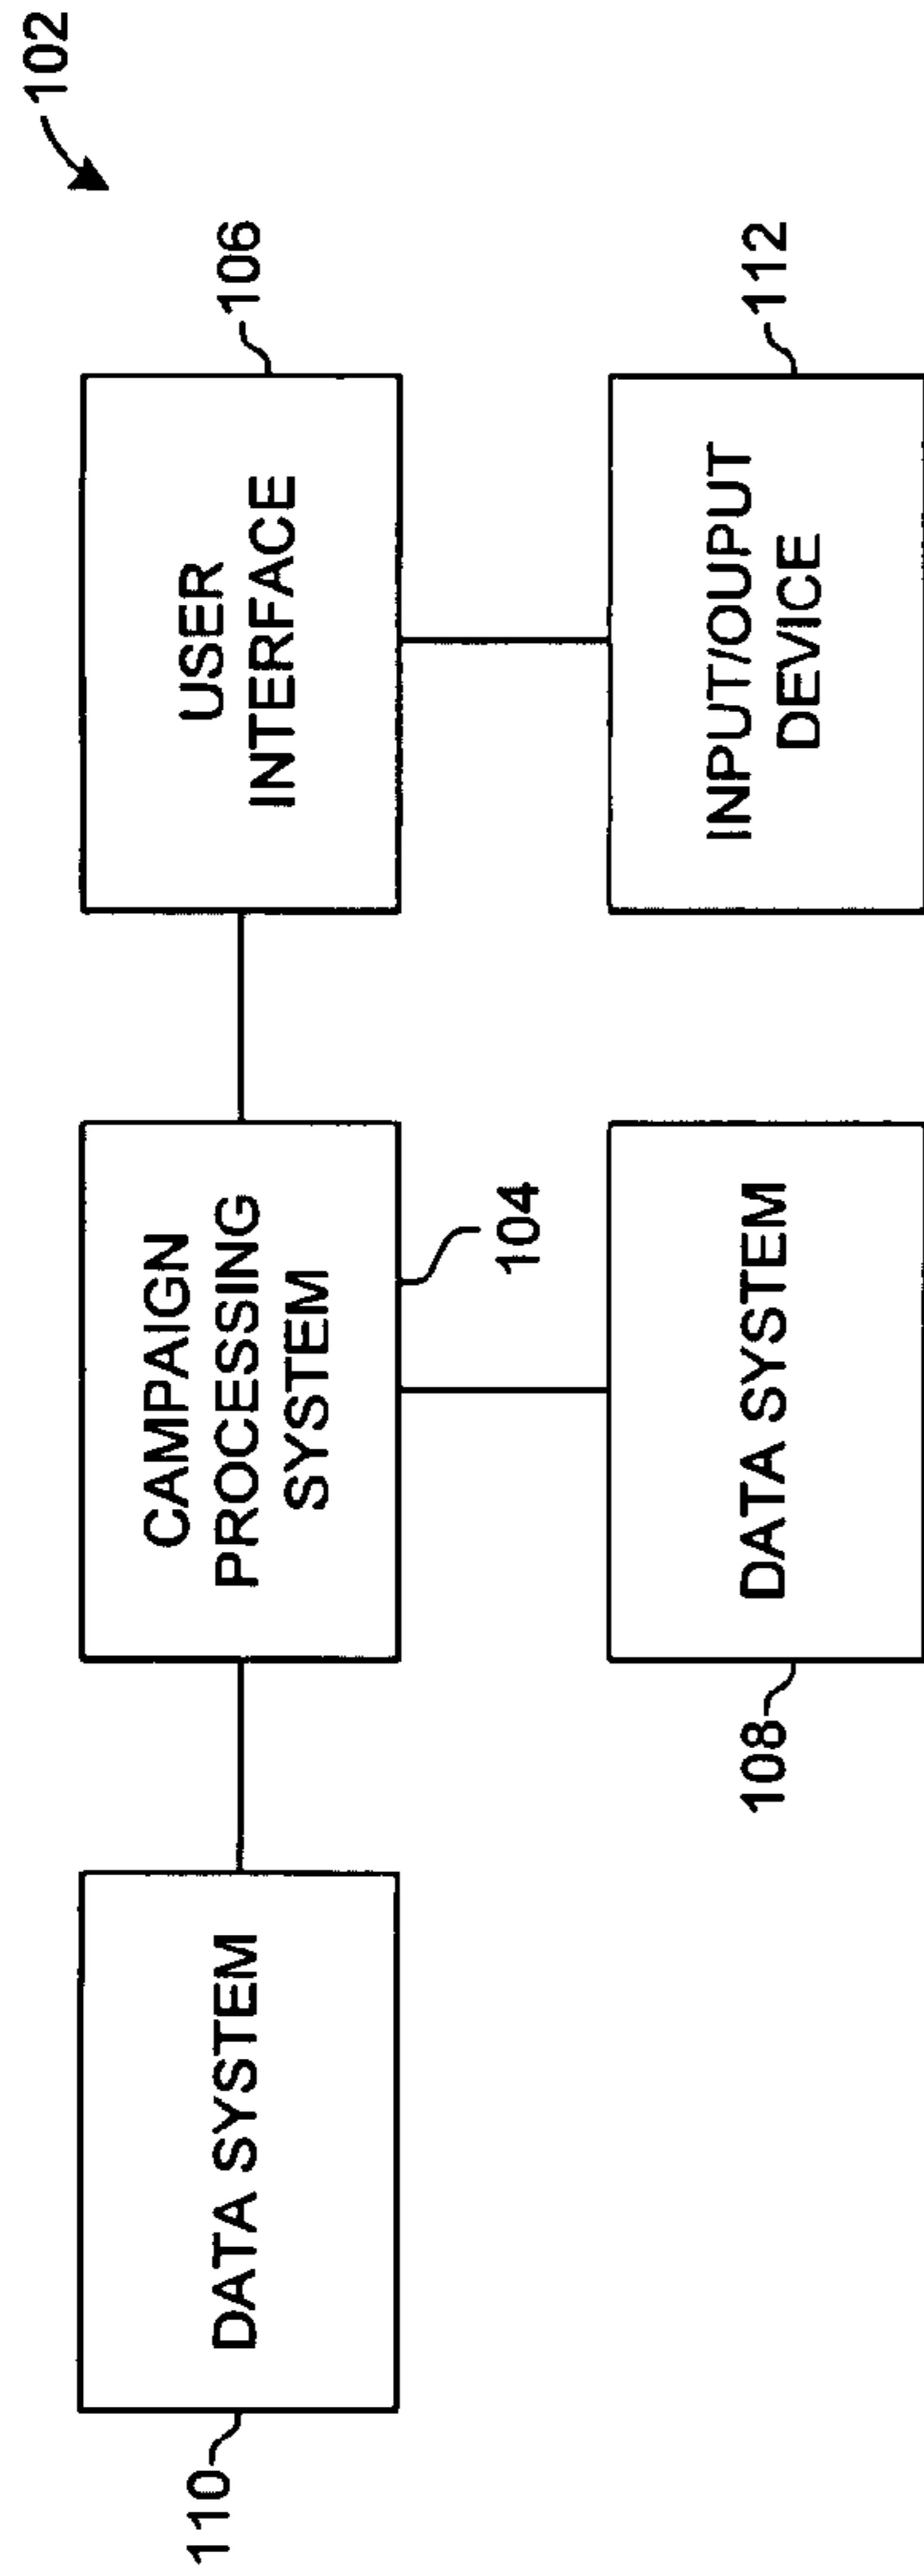 102
110
DATA SYSTEM
CAMPAIGN
PROCESSING
SYSTEM
104
USER
INTERFACE
106
108
DATA SYSTEM
INPUT/OUPUT
DEVICE
112